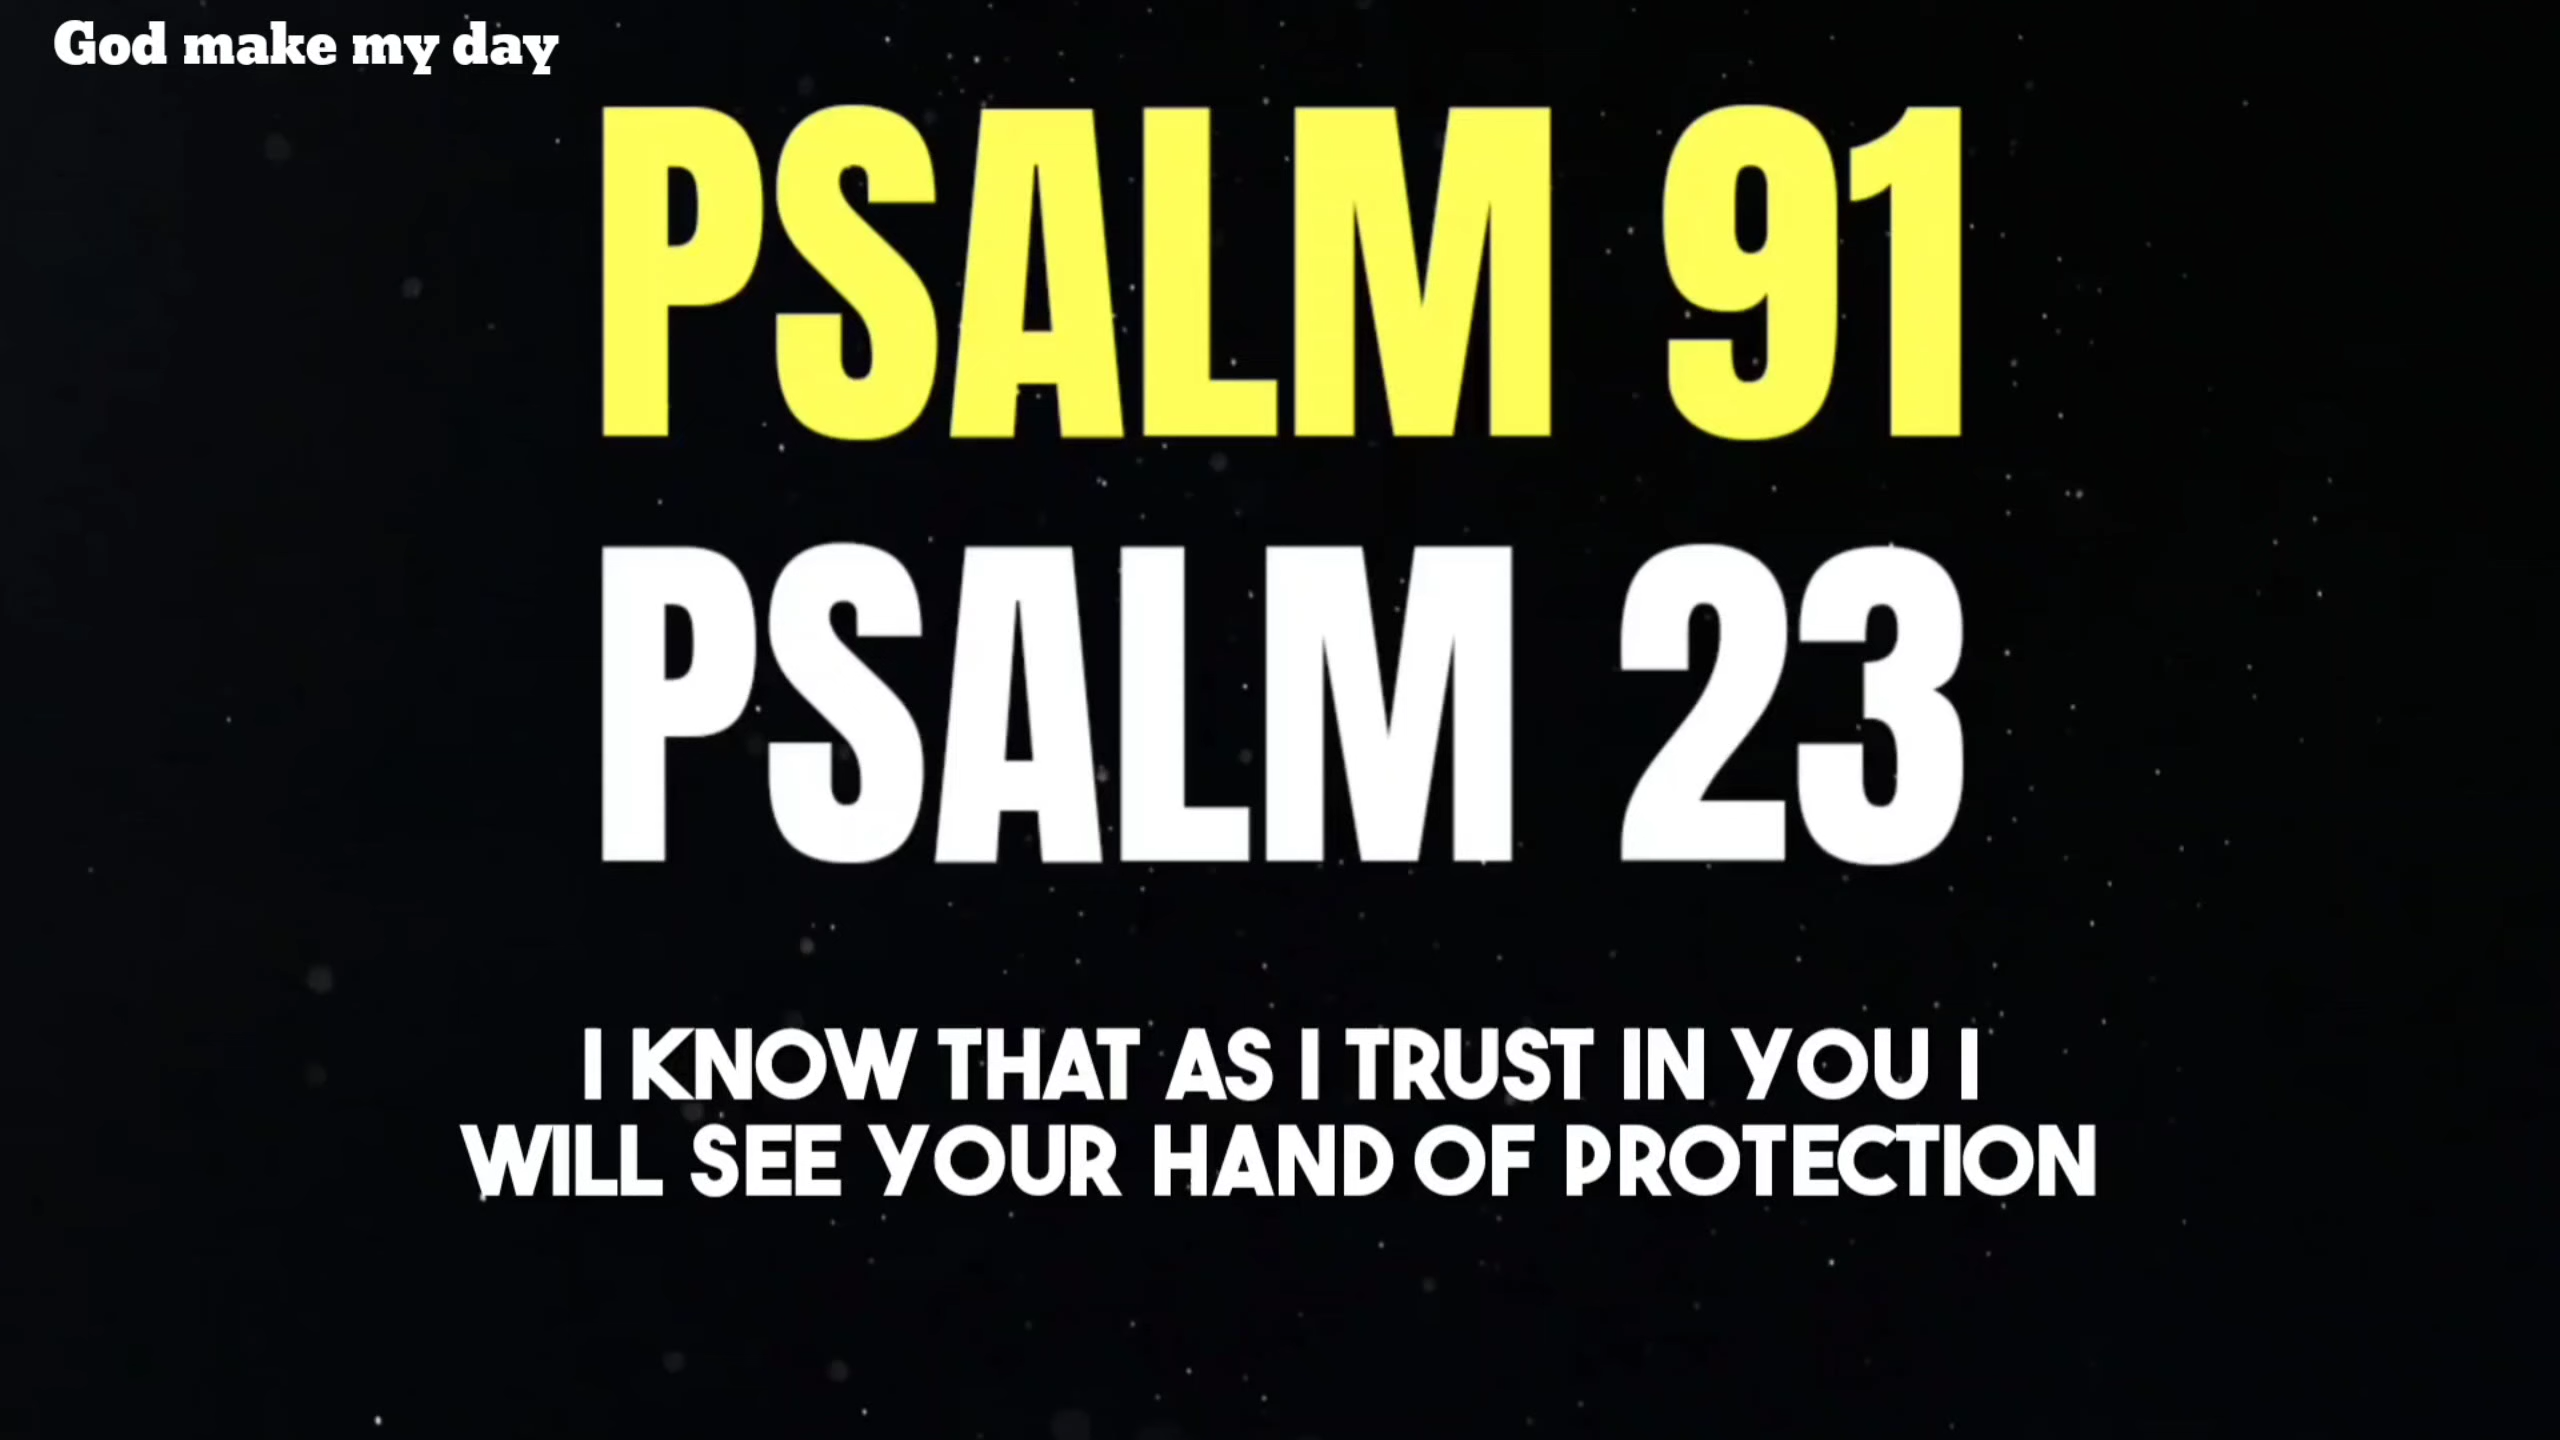 God make my day
PSALM 91
PSALM 23
I KNOW THAT AS I TRUST IN YOU I
WILL SEE YOUR HAND OF PROTECTION